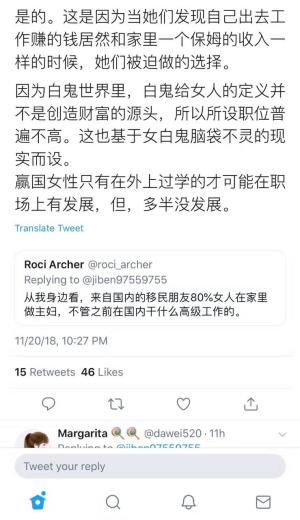 是的。这是因为当她们发现自己出去工
作赚的钱居然和家里一个保姆的收入一
样的时候，她们被迫做的选择。
因为白鬼世界里，白鬼给女人的定义并
不是创造财富的源头，所以所设职位普
遍不高。这也基于女白鬼脑袋不灵的现
实而设。
赢国女性只有在外上过学的才可能在职
场上有发展，但，多半没发展。
Translate Tweet
Roci Archer @roci_archer
Replying to @jiben97559755
从我身边看，来自国内的移民朋友80%女人在家里
做主妇，不管之前在国内干什么高级工作的。
11/20/18, 10:27 PM
15 Retweets 46 Likes
Margarita 🍭🍭 @dawei520 · 11h
Replying to @jiben97559755
Tweet your reply